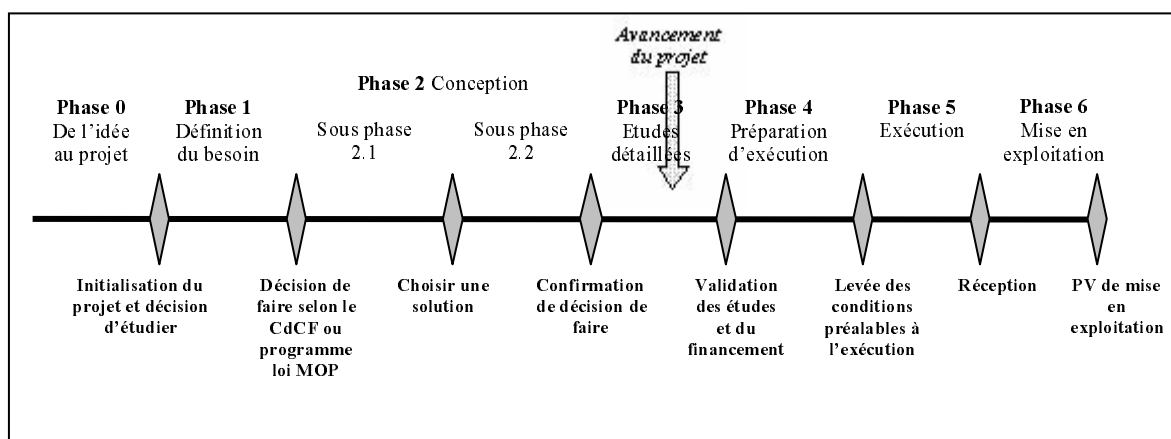 Avancement
du projet
Phase 2 Conception
Phase 0
De l'idée
au projet
Phase 1
Définition
du besoin
Sous phase
2.1
Sous phase
2.2
Phase 3
Etudes
détaillées
Phase 4
Préparation
d'exécution
Phase 5
Exécution
Phase 6
Mise en
exploitation
Initialisation du
projet et décision
d'étudier
Décision de
faire selon le
CdCF ou
programme
loi MOP
Choisir une
solution
Confirmation
de décision de
faire
Validation
des études
et du
financement
Levée des
conditions
préalables à
l'exécution
Réception
PV de mise
en
exploitation